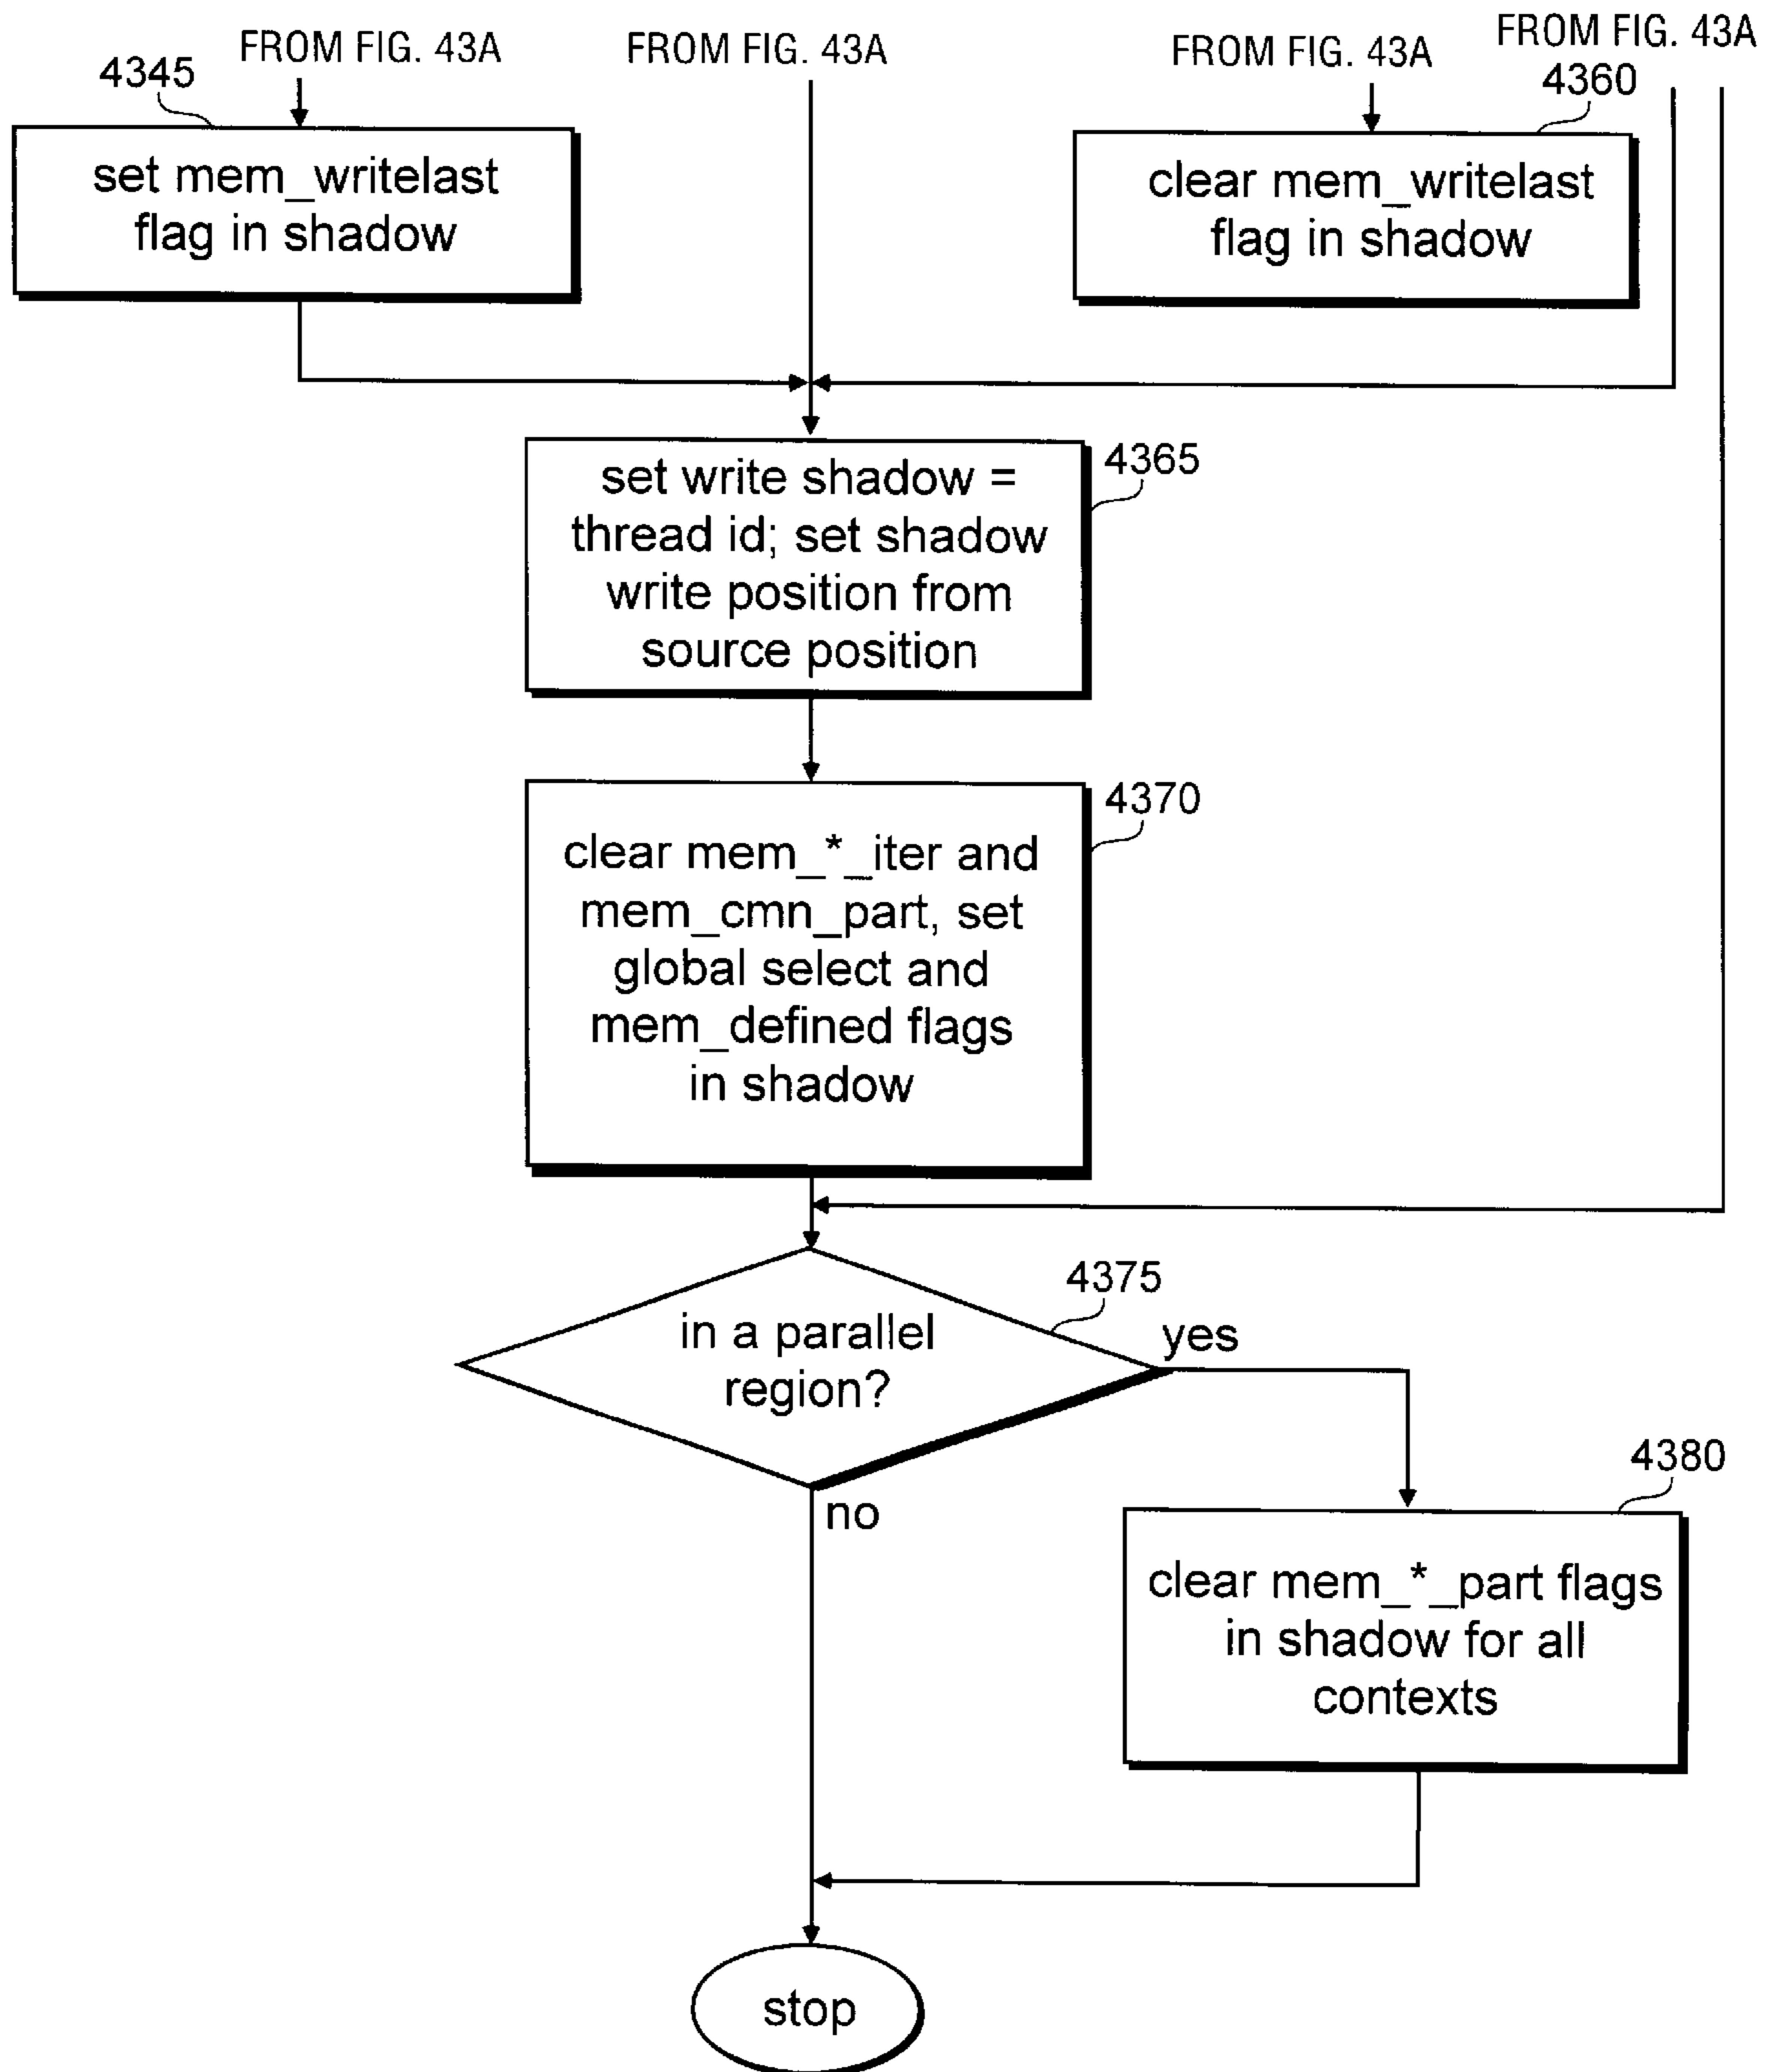 FROM FIG. 43A
FROM FIG. 43A
FROM FIG. 43A
FROM FIG. 43A
4345
4360
set mem_writelast
flag in shadow
clear mem_writelast
flag in shadow
4365
set write shadow =
thread id; set shadow
write position from
source position
4370
clear mem_*_iter and
mem_cmn_part, set
global select and
mem_defined flags
in shadow
4375
in a parallel
region?
yes
no
4380
clear mem_*_part flags
in shadow for all
contexts
stop